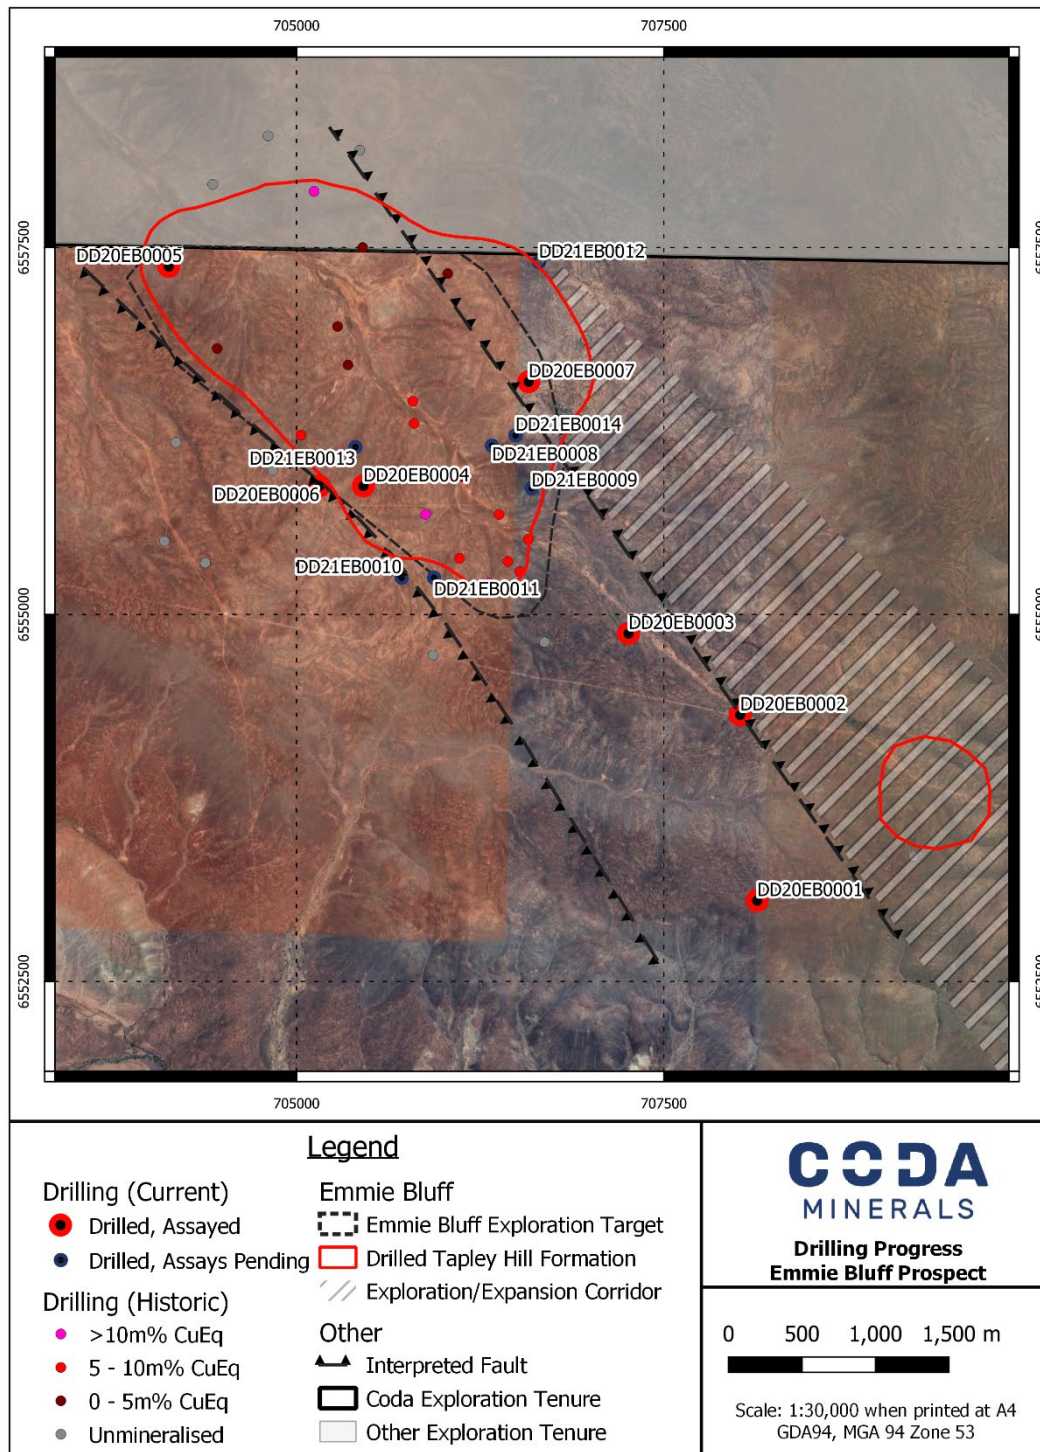 705000
707500
6557500
6557500
DD20EB0005
DD21EB0012
DD20EB0007
DD21EB0014
DD21EB0013
DD21EB0008
DD20EB0004
DD21EB0009
DD20EB0006
DD21EB0010
DD21EB0011
6555000
6555000
DD20EB0003
DD20EB0002
DD20EB0001
6552500
6552500
705000
707500
Legend
Drilling (Current)
Drilled, Assayed
Drilled, Assays Pending
Drilling (Historic)
>10m% CuEq
5 - 10m% CuEq
0 - 5m% CuEq
Unmineralised
Emmie Bluff
Emmie Bluff Exploration Target
Drilled Tapley Hill Formation
Exploration/Expansion Corridor
Other
Interpreted Fault
Coda Exploration Tenure
Other Exploration Tenure
CODA
MINERALS
Drilling Progress
Emmie Bluff Prospect
0 500 1,000 1,500 m
Scale: 1:30,000 when printed at A4
GDA94, MGA 94 Zone 53